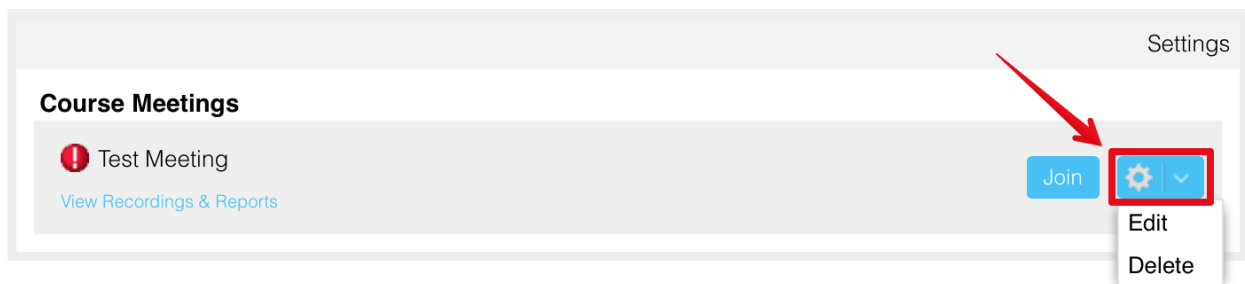 Settings
Course Meetings
Test Meeting
Join
View Recordings & Reports
Edit
Delete